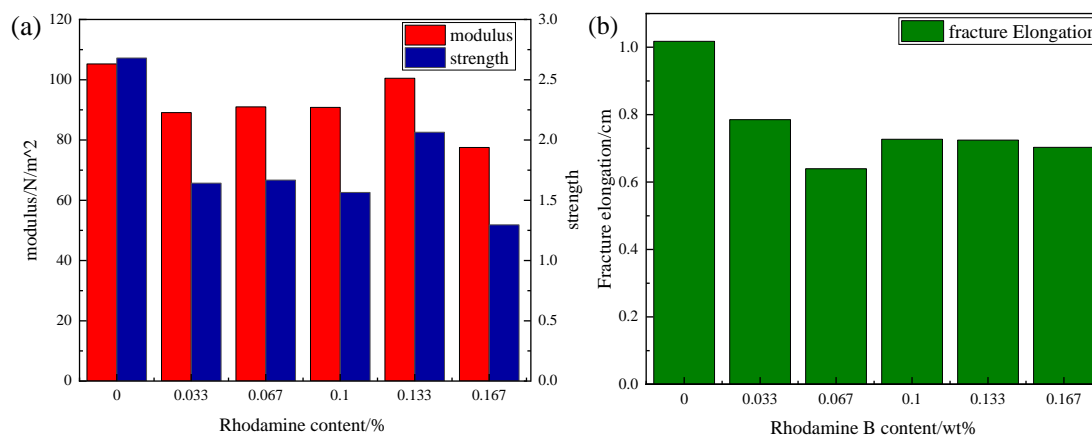 (a)
modulus
strength
120
100
80
60
40
20
0
modulus/N/m^2
3.0
2.5
2.0
1.5
1.0
0.5
0.0
strength
0 0.033 0.067 0.1 0.133 0.167
Rhodamine content/%
(b)
fracture Elongation
1.0
0.8
0.6
0.4
0.2
0.0
Fracture elongation/cm
0 0.033 0.067 0.1 0.133 0.167
Rhodamine B content/wt%